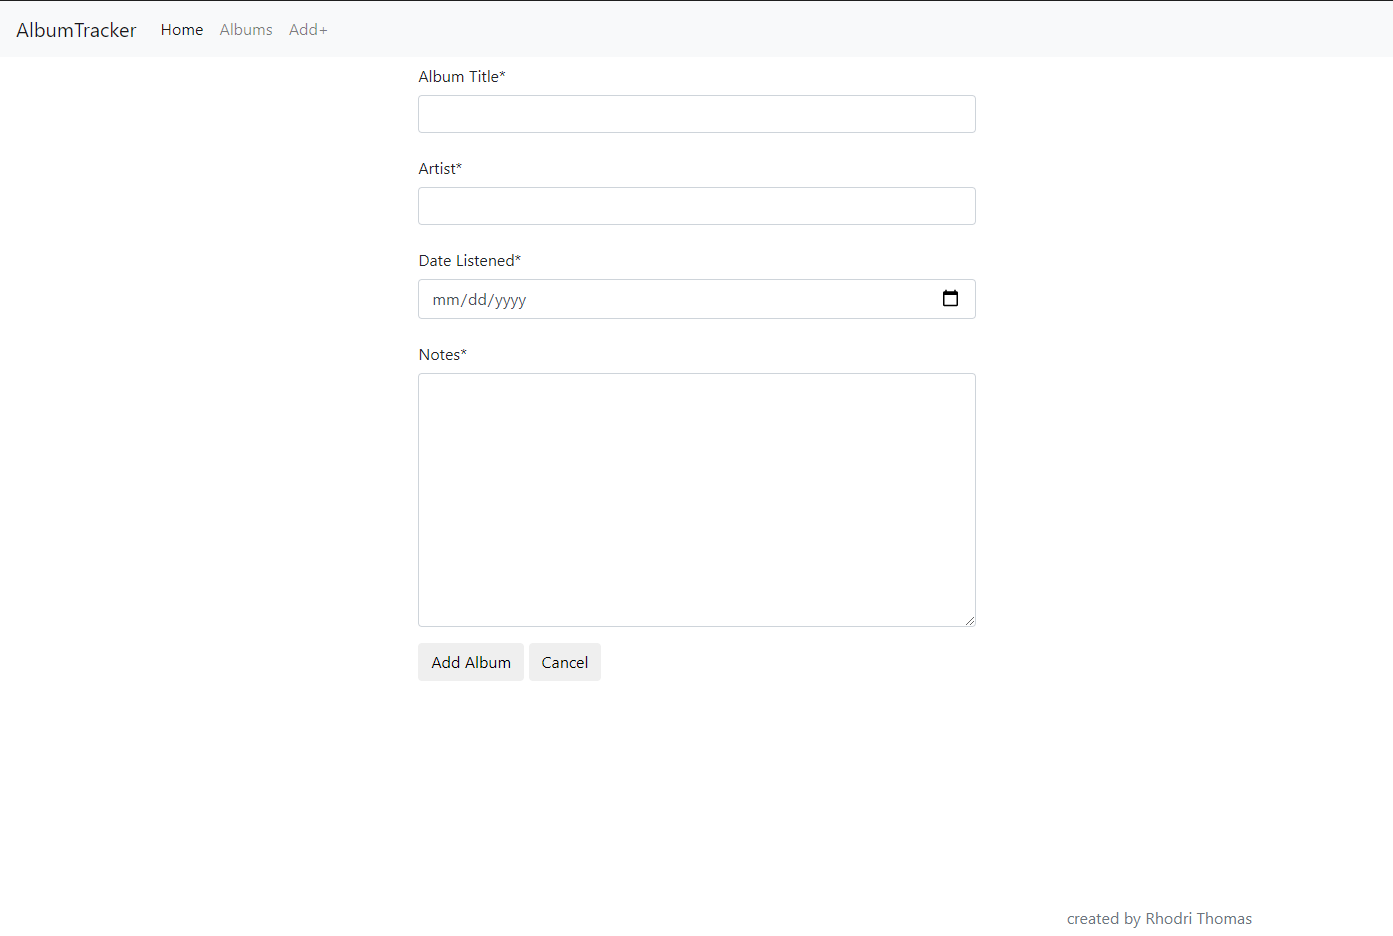 AlbumTracker Home Albums Add+
Album Title*
Artist*
Date Listened*
mm/dd/yyyy
Notes*
Add Album Cancel
created by Rhodri Thomas